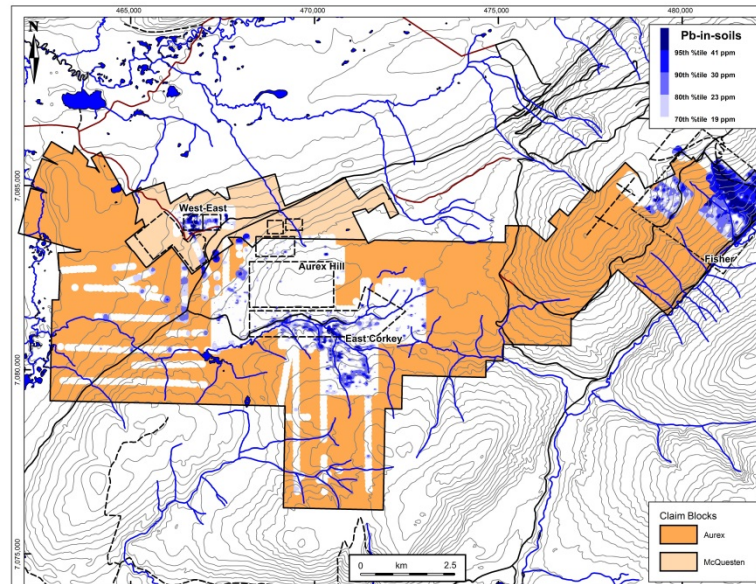 465,000
470,000
475,000
480,000
N
Pb-in-soils
95th %tile 41 ppm
90th %tile 30 ppm
80th %tile 23 ppm
70th %tile 19 ppm
7,085,000
West-East
Aurex Hill
Fisher
East Corkey
7,080,000
Claim Blocks
Aurex
McQuesten
7,075,000
0 km 2.5